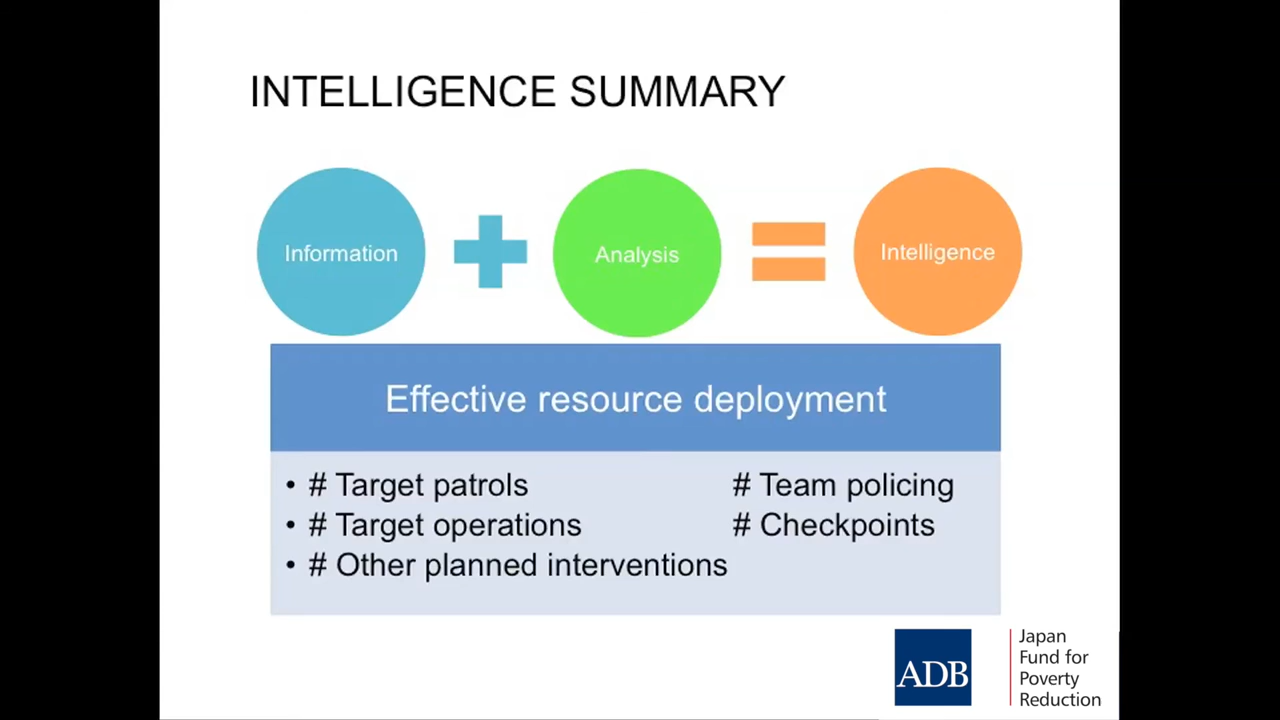 INTELLIGENCE SUMMARY
Information
Analysis
Intelligence
Effective resource deployment
• # Target patrols # Team policing
• # Target operations # Checkpoints
• # Other planned interventions
ADB
Japan
Fund for
Poverty
Reduction